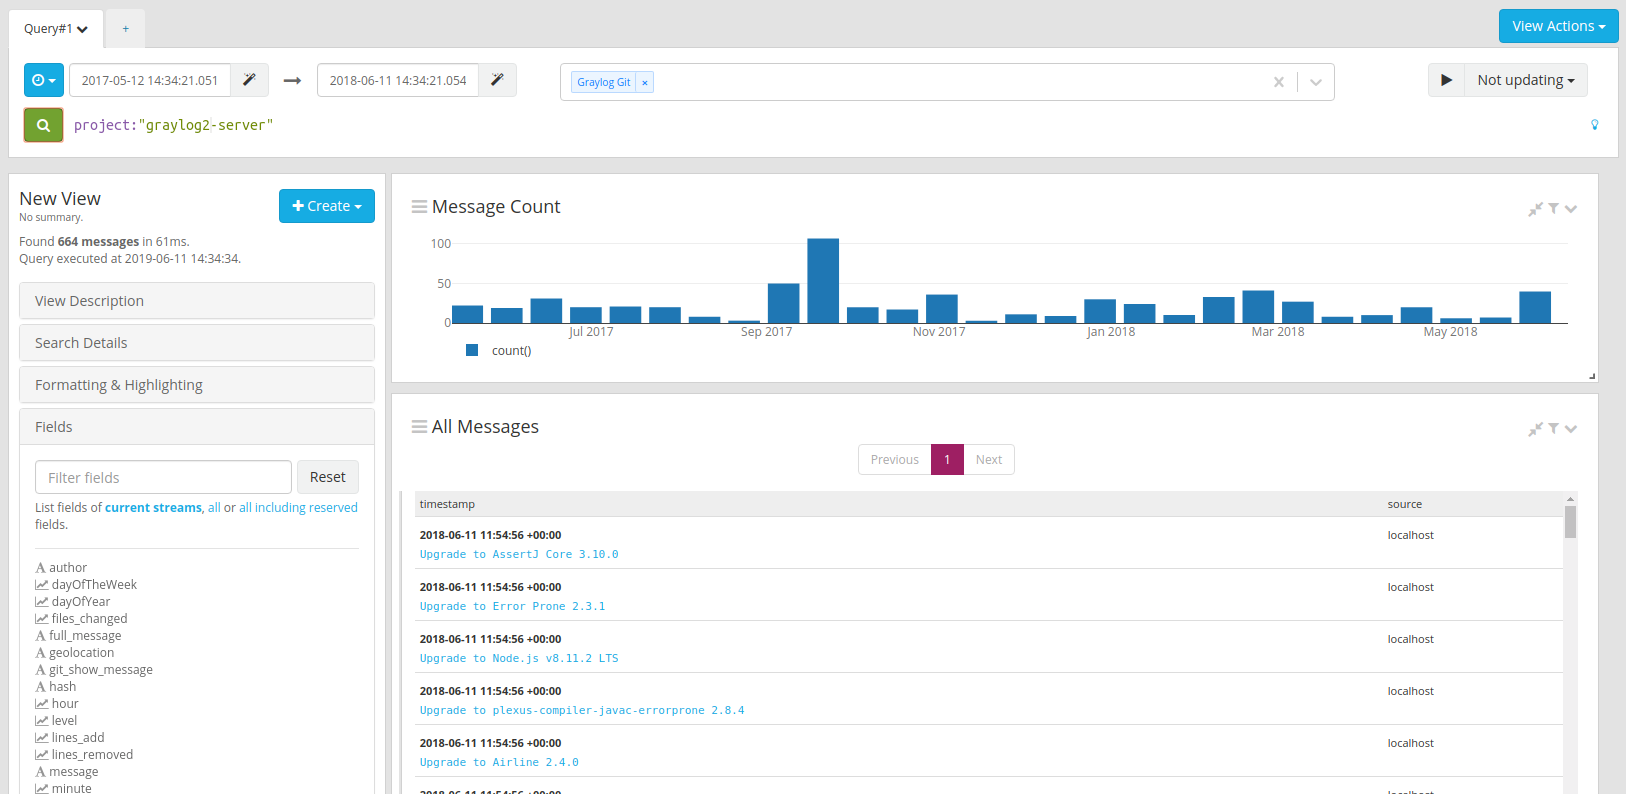 Query#1
+
View Actions
2017-05-12 14:34:21.051
2018-06-11 14:34:21.054
Graylog Git ×
Not updating
project:"graylog2-server"
New View
No summary.
+ Create
Found 664 messages in 61ms.
Query executed at 2019-06-11 14:34:34.
View Description
Search Details
Formatting & Highlighting
Fields
Filter fields
Reset
List fields of current streams, all or all including reserved
fields.
author
dayOfTheWeek
dayOfYear
files_changed
full_message
geolocation
git_show_message
hash
hour
level
lines_add
lines_removed
message
minute
Message Count
100
50
0
Jul 2017
Sep 2017
Nov 2017
Jan 2018
Mar 2018
May 2018
count()
All Messages
Previous 1 Next
timestamp source
2018-06-11 11:54:56 +00:00 localhost
Upgrade to AssertJ Core 3.10.0
2018-06-11 11:54:56 +00:00 localhost
Upgrade to Error Prone 2.3.1
2018-06-11 11:54:56 +00:00 localhost
Upgrade to Node.js v8.11.2 LTS
2018-06-11 11:54:56 +00:00 localhost
Upgrade to plexus-compiler-javac-errorprone 2.8.4
2018-06-11 11:54:56 +00:00 localhost
Upgrade to Airline 2.4.0